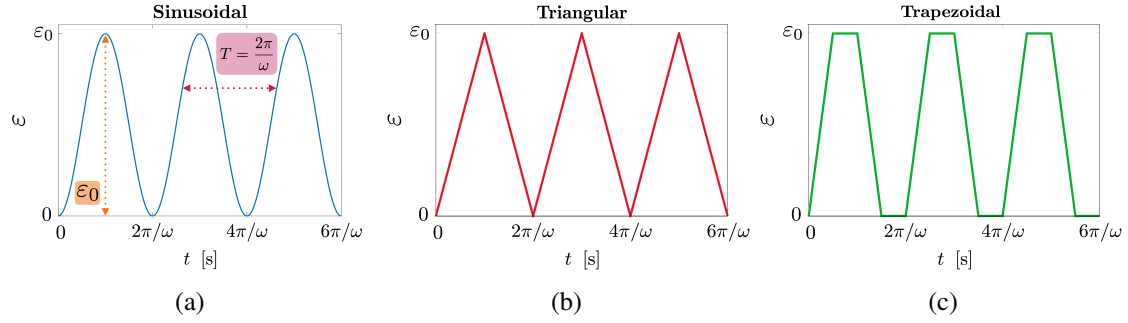 Sinusoidal
ε₀
T = 2π/ω
ε
ε₀
0
0 2π/ω 4π/ω 6π/ω
t [s]
(a)
Triangular
ε₀
ε
0
0 2π/ω 4π/ω 6π/ω
t [s]
(b)
Trapezoidal
ε₀
ε
0
0 2π/ω 4π/ω 6π/ω
t [s]
(c)